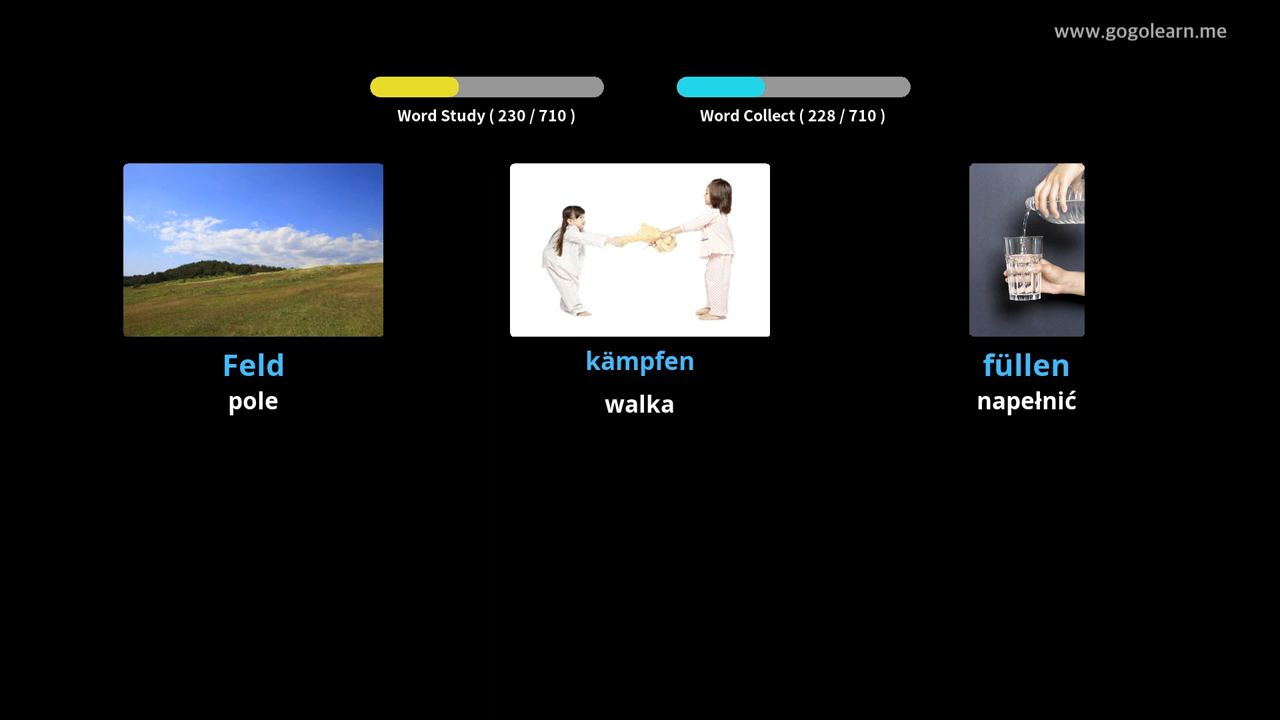 www.gogolearn.me
Word Study ( 230 / 710 )
Word Collect ( 228 / 710 )
Feld
pole
kämpfen
walka
füllen
napełnić